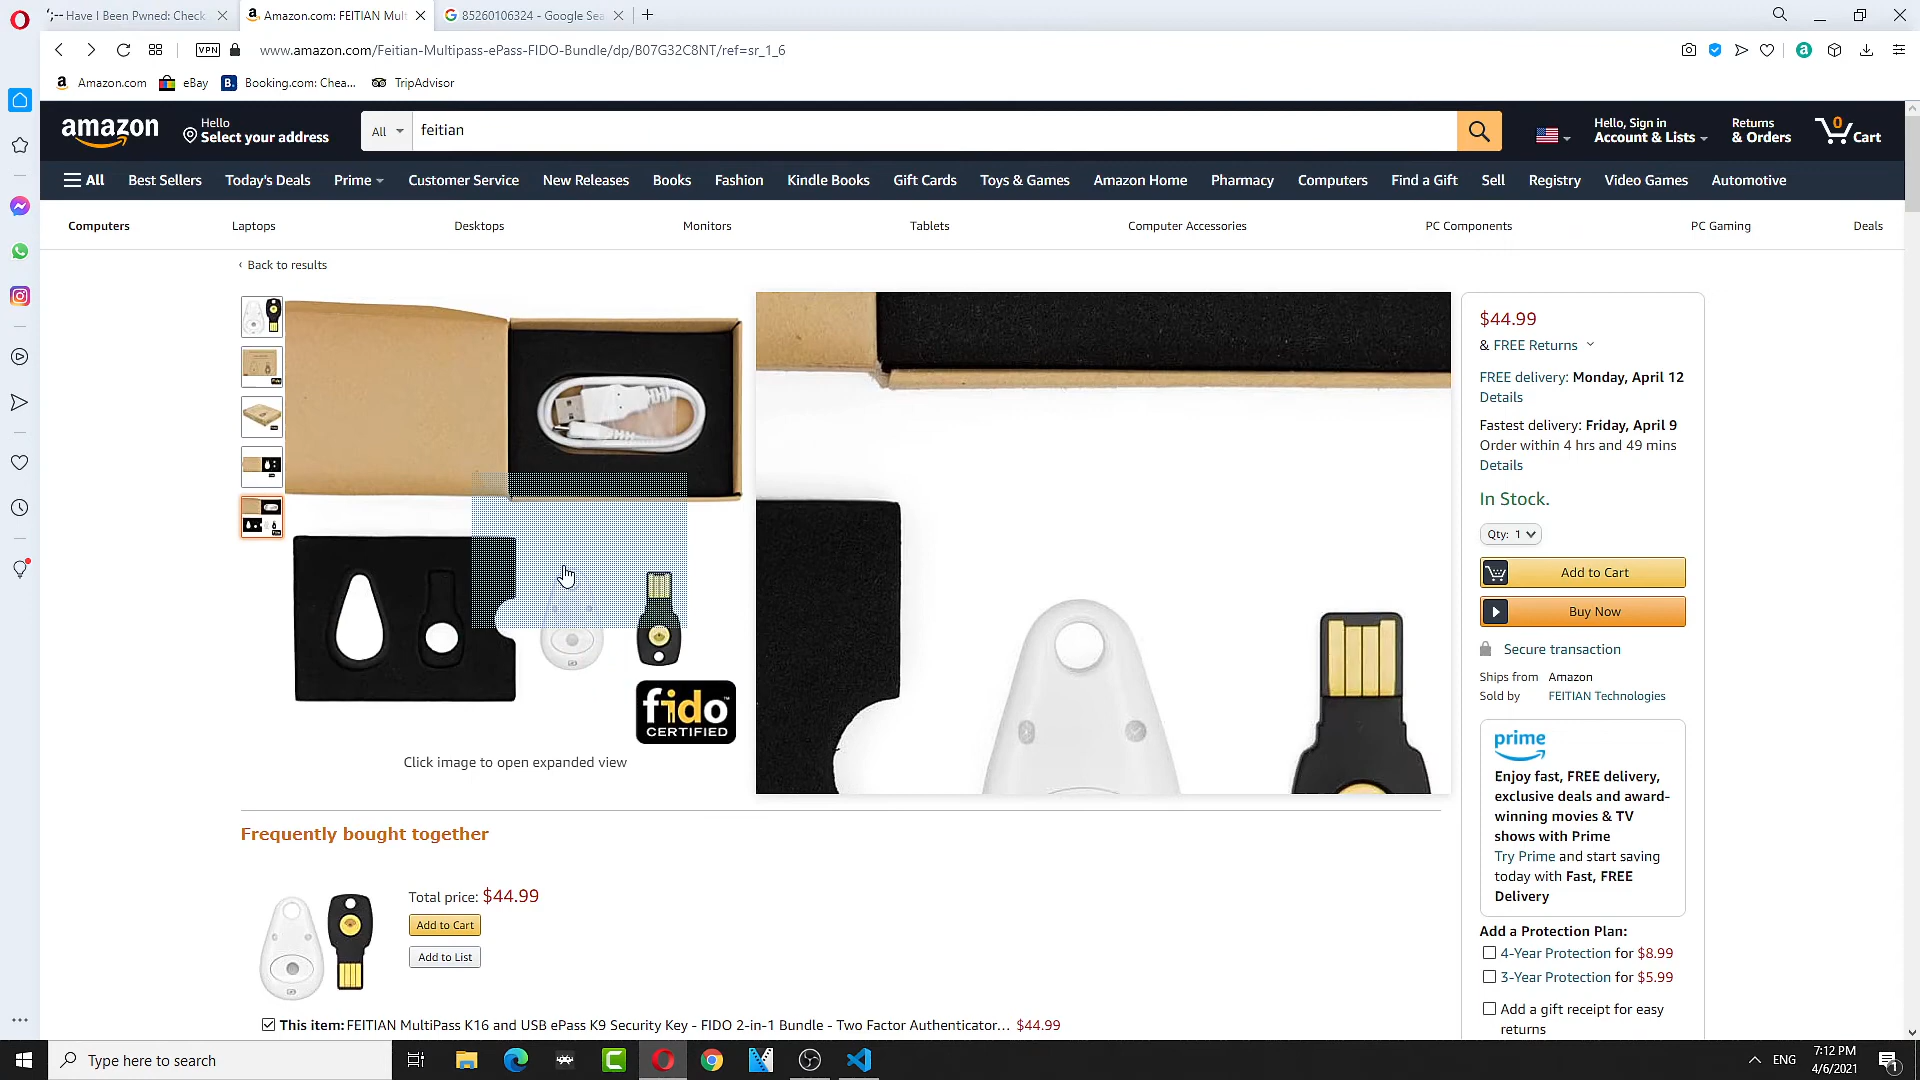 Have I Been Pwned: Check
Amazon.com: FEITIAN Mul
85260106324 - Google Sea
VPN
www.amazon.com/Feitian-Multipass-ePass-FIDO-Bundle/dp/B07G32C8NT/ref=sr_1_6
Amazon.com
eBay
Booking.com: Chea...
TripAdvisor
amazon
Hello
Select your address
All
feitian
Hello, Sign in
Account & Lists
Returns
& Orders
0
Cart
All
Best Sellers
Today's Deals
Prime
Customer Service
New Releases
Books
Fashion
Kindle Books
Gift Cards
Toys & Games
Amazon Home
Pharmacy
Computers
Find a Gift
Sell
Registry
Video Games
Automotive
Computers
Laptops
Desktops
Monitors
Tablets
Computer Accessories
PC Components
PC Gaming
Deals
‹ Back to results
fido
CERTIFIED
Click image to open expanded view
$44.99
& FREE Returns
FREE delivery: Monday, April 12
Details
Fastest delivery: Friday, April 9
Order within 4 hrs and 49 mins
Details
In Stock.
Qty: 1
Add to Cart
Buy Now
Secure transaction
Ships from Amazon
Sold by FEITIAN Technologies
prime
Enjoy fast, FREE delivery,
exclusive deals and award-
winning movies & TV
shows with Prime
Try Prime and start saving
today with Fast, FREE
Delivery
Add a Protection Plan:
4-Year Protection for $8.99
3-Year Protection for $5.99
Add a gift receipt for easy
returns
Frequently bought together
Total price: $44.99
Add to Cart
Add to List
This item: FEITIAN MultiPass K16 and USB ePass K9 Security Key - FIDO 2-in-1 Bundle - Two Factor Authenticator... $44.99
Type here to search
ENG
7:12 PM
4/6/2021
1